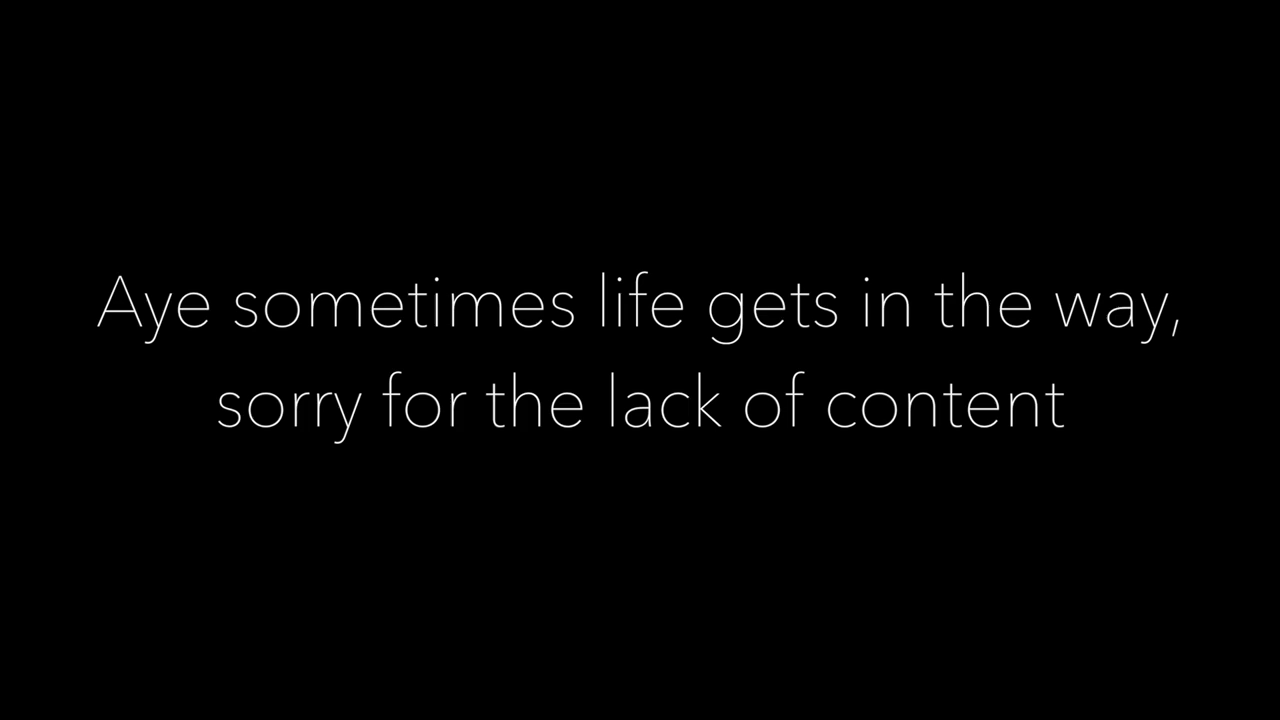 Aye sometimes life gets in the way,
sorry for the lack of content